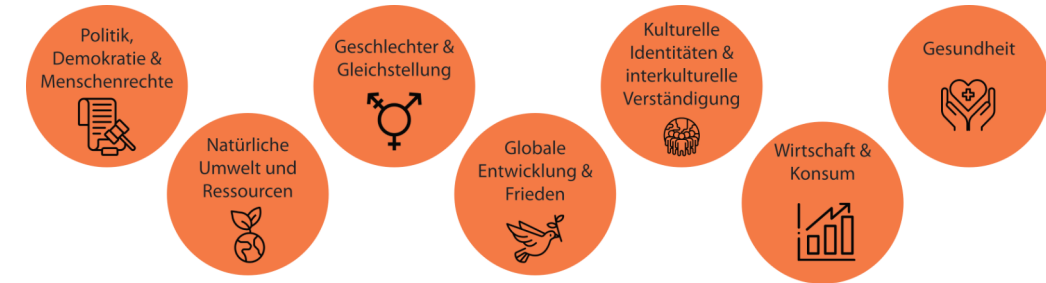 Politik,
Demokratie &
Menschenrechte
Natürliche
Umwelt und
Ressourcen
Geschlechter &
Gleichstellung
Globale
Entwicklung &
Frieden
Kulturelle
Identitäten &
interkulturelle
Verständigung
Wirtschaft &
Konsum
Gesundheit